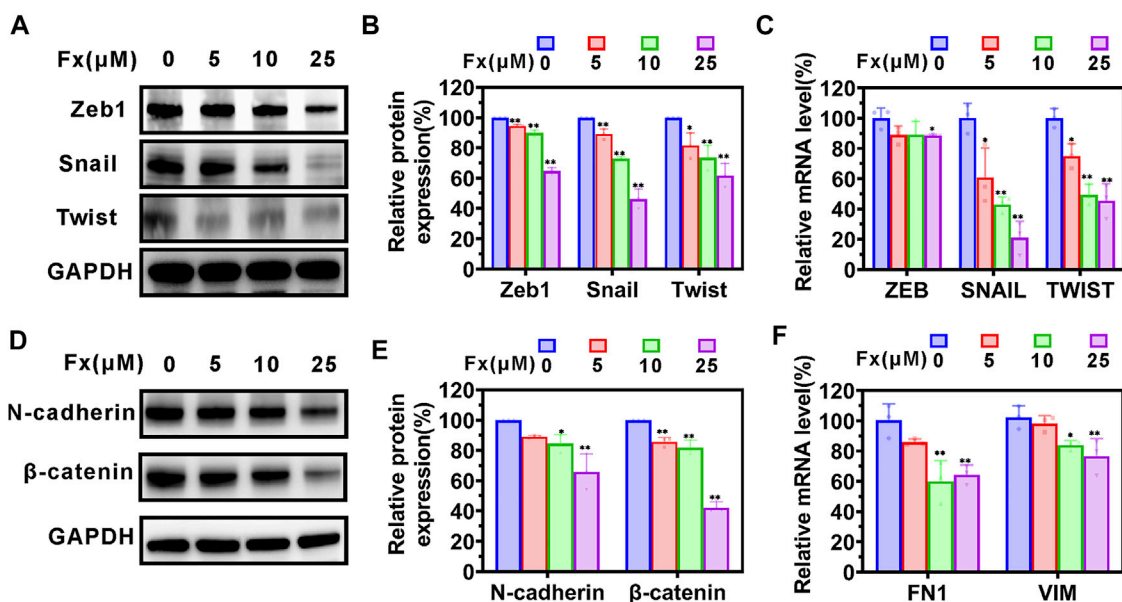 A
Fx(μM)
0 5 10 25
Zeb1
Snail
Twist
GAPDH
B
Fx(μM) 0 5 10 25
Relative protein
expression(%)
120
100
80
60
40
20
0
** ** ** ** ** ** * ** **
Zeb1 Snail Twist
C
Fx(μM) 0 5 10 25
Relative mRNA level(%)
120
100
80
60
40
20
0
* * ** ** * ** **
ZEB SNAIL TWIST
D
Fx(μM)
0 5 10 25
N-cadherin
β-catenin
GAPDH
E
Fx(μM) 0 5 10 25
Relative protein
expression(%)
120
100
80
60
40
20
0
* ** ** ** **
N-cadherin β-catenin
F
Fx(μM) 0 5 10 25
Relative mRNA level(%)
120
100
80
60
40
20
0
** ** * **
FN1 VIM